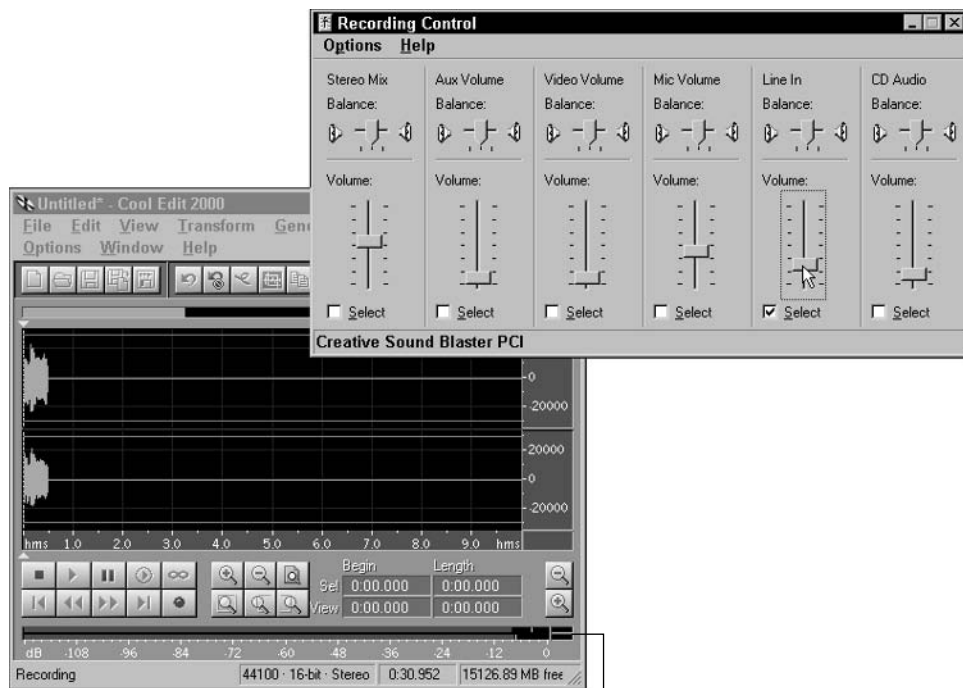 Recording Control
Options Help
Stereo Mix Aux Volume Video Volume Mic Volume Line In CD Audio
Balance: Balance: Balance: Balance: Balance: Balance:
Volume: Volume: Volume: Volume: Volume: Volume:
Select Select Select Select Select Select
Creative Sound Blaster PCI
Untitled* - Cool Edit 2000
File Edit View Transform
Options Window Help
-0
-20000
-20000
-0
-20000
hms 1.0 2.0 3.0 4.0 5.0 6.0 7.0 8.0 9.0 hms
Begin Length
Sel 0:00.000 0:00.000
View 0:00.000 0:00.000
dB -108 -96 -84 -72 -60 -48 -36 -24 -12 0
Recording 44100 · 16-bit · Stereo 0:30.952 15126.89 MB free